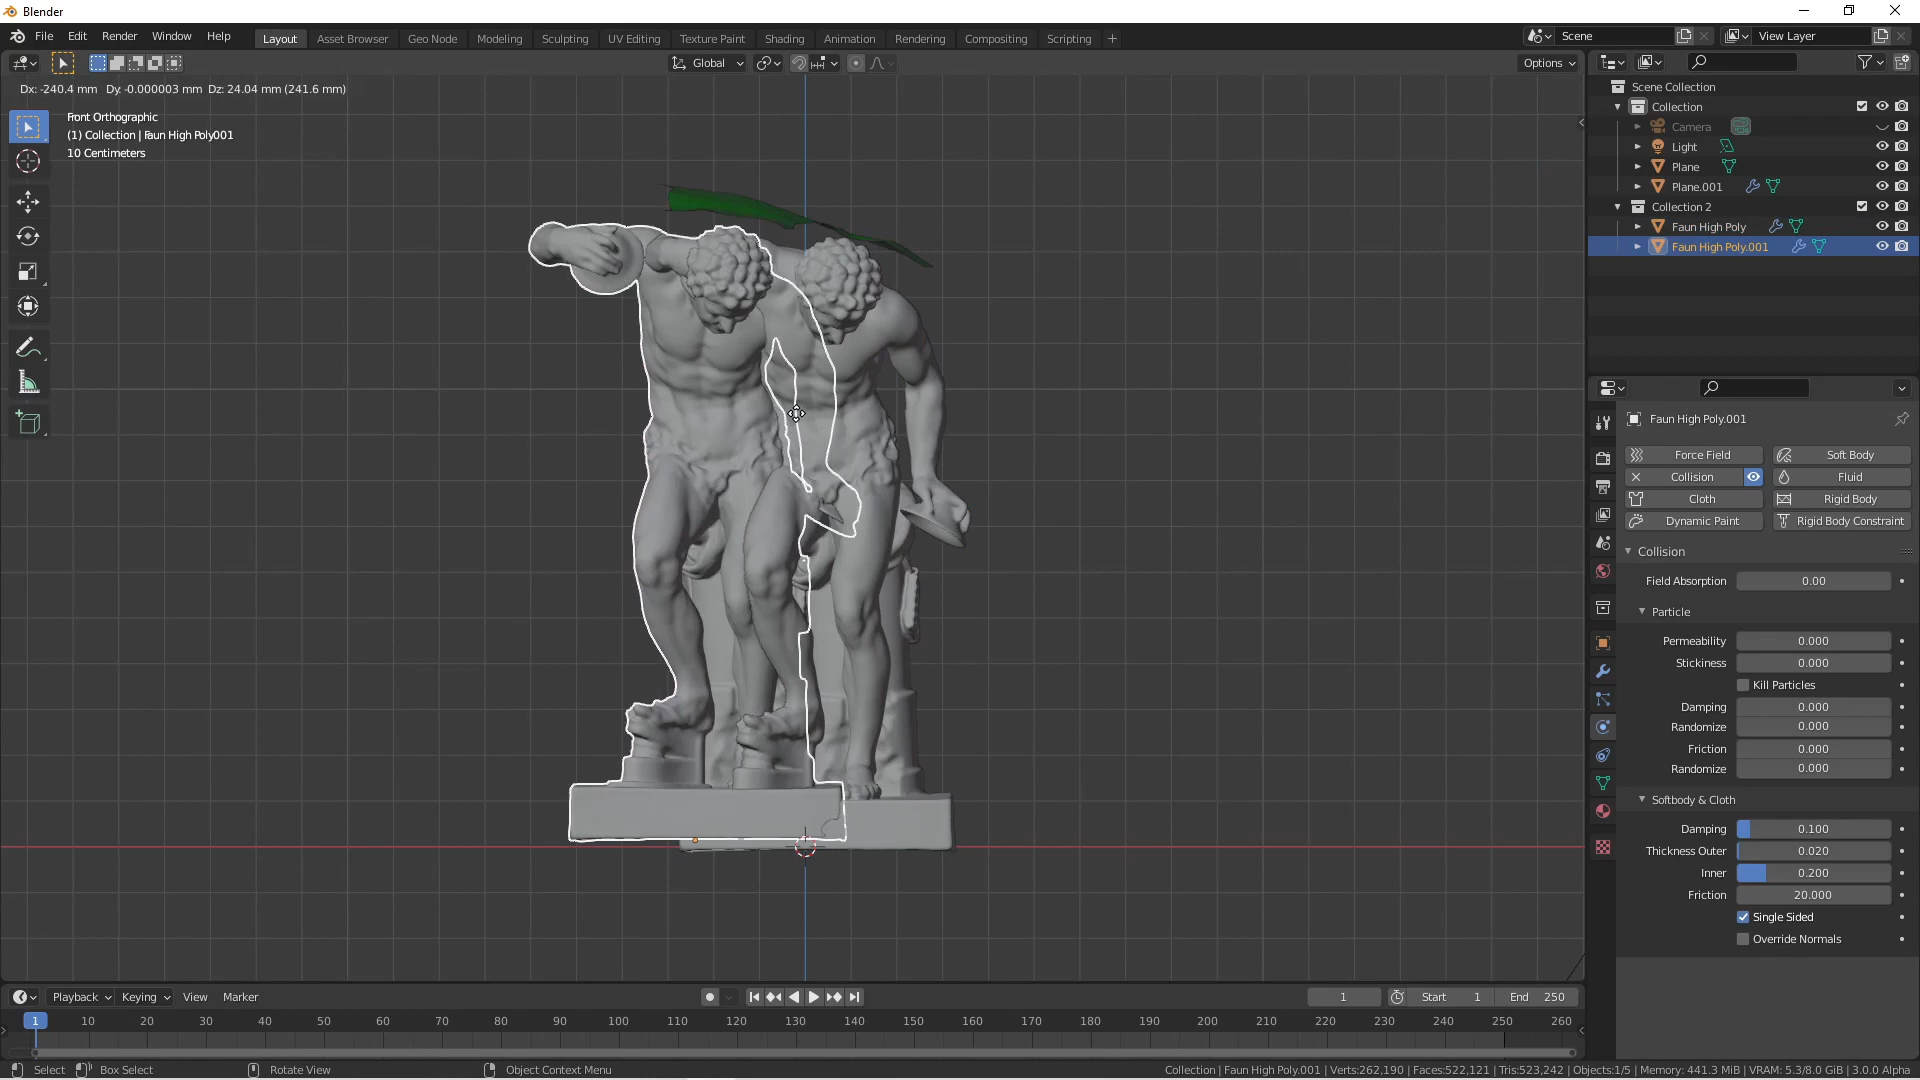 Blender
File Edit Render Window Help
Layout Asset Browser Geo Node Modeling Sculpting UV Editing Texture Paint Shading Animation Rendering Compositing Scripting +
Scene
View Layer
Global
Options
Dx: -240.4 mm Dy: -0.000003 mm Dz: 24.04 mm (241.6 mm)
Front Orthographic
(1) Collection | Faun High Poly001
10 Centimeters
Scene Collection
Collection
Camera
Light
Plane
Plane.001
Collection 2
Faun High Poly
Faun High Poly.001
Faun High Poly.001
Force Field Soft Body
Collision Fluid
Cloth Rigid Body
Dynamic Paint Rigid Body Constraint
Collision
Field Absorption 0.00
Particle
Permeability 0.000
Stickiness 0.000
Kill Particles
Damping 0.000
Randomize 0.000
Friction 0.000
Randomize 0.000
Softbody & Cloth
Damping 0.100
Thickness Outer 0.020
Inner 0.200
Friction 20.000
Single Sided
Override Normals
Playback Keying View Marker
1 Start 1 End 250
1 10 20 30 40 50 60 70 80 90 100 110 120 130 140 150 160 170 180 190 200 210 220 230 240 250 260
Select Box Select Rotate View Object Context Menu
Collection | Faun High Poly.001 | Verts:262,190 | Faces:522,121 | Tris:523,242 | Objects:1/5 | Memory: 441.3 MiB | VRAM: 5.3/8.0 GiB | 3.0.0 Alpha